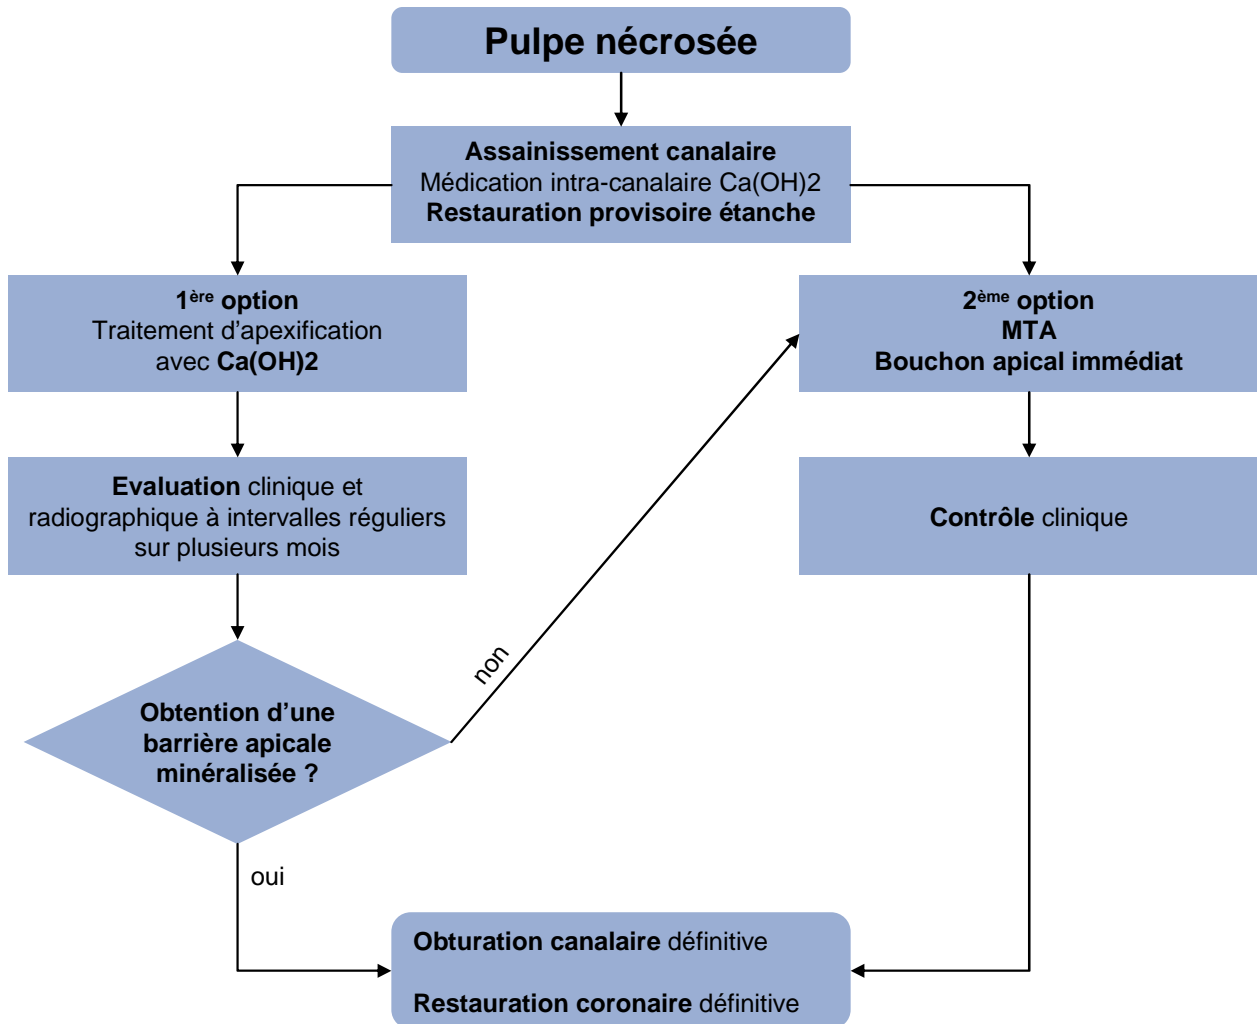 Pulpe nécrosée
Assainissement canalaire
Médication intra-canalaire Ca(OH)2
Restauration provisoire étanche
1ère option
Traitement d’apexification
avec Ca(OH)2
2ème option
MTA
Bouchon apical immédiat
Evaluation clinique et
radiographique à intervalles réguliers
sur plusieurs mois
Contrôle clinique
non
Obtention d’une
barrière apicale
minéralisée ?
oui
Obturation canalaire définitive
Restauration coronaire définitive